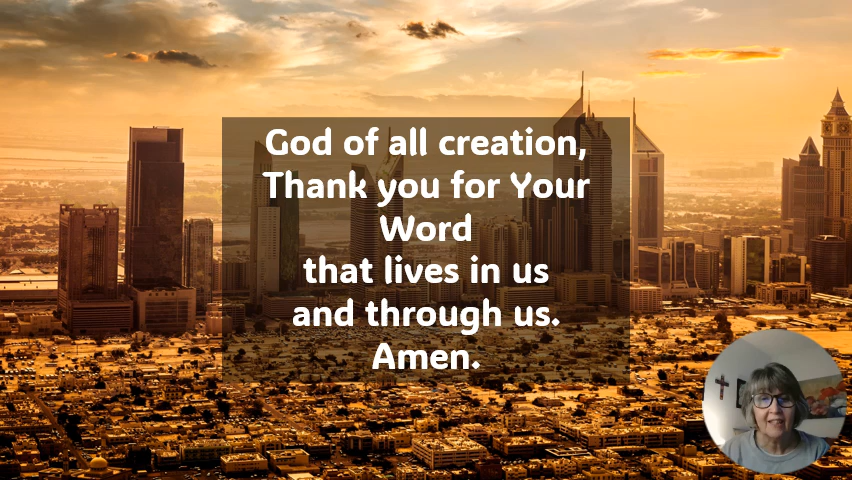 God of all creation,
Thank you for Your
Word
that lives in us
and through us.
Amen.